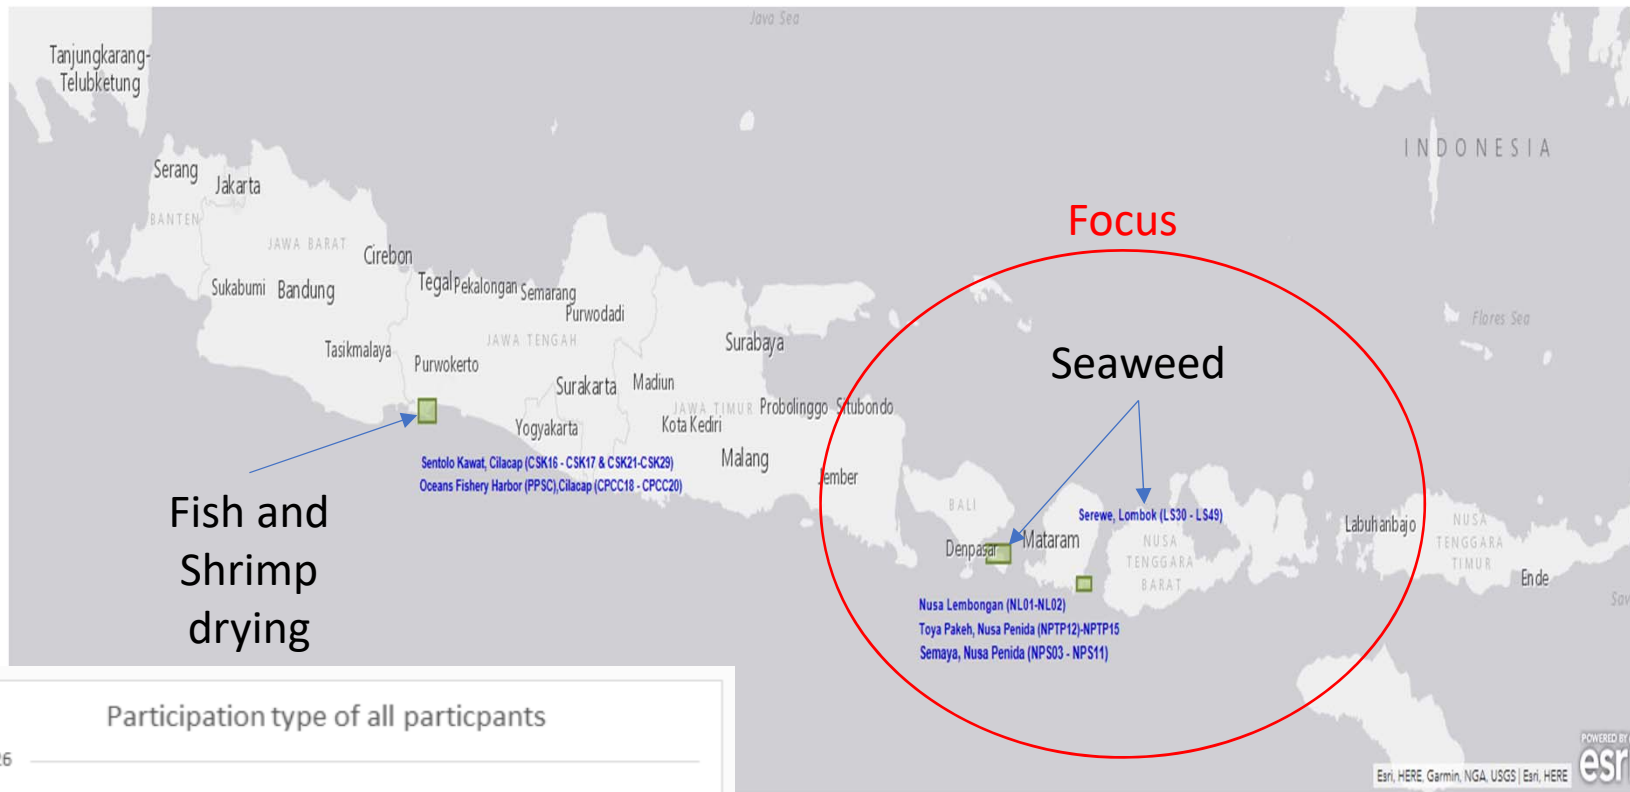 Java Sea
Tanjungkarang-
Telubketung
INDONESIA
Serang
Jakarta
BANTEN
JAWA BARAT
Cirebon
Focus
Sukabumi
Bandung
Tegal
Pekalongan
Semarang
Purwodadi
Flores Sea
Tasikmalaya
JAWA TENGAH
Surabaya
Seaweed
Purwokerto
Surakarta
Madiun
JAWA TIMUR
Probolinggo
Situbondo
Yogyakarta
Kota Kediri
Malang
Jember
Sentolo Kawat, Cilacap (CSK16 - CSK17 & CSK21-CSK29)
Oceans Fishery Harbor (PPSC),Cilacap (CPCC18 - CPCC20)
Fish and
Shrimp
drying
BALI
Denpasar
Mataram
Serewe, Lombok (LS30 - LS49)
NUSA
TENGGARA
BARAT
Labuhanbajo
NUSA
TENGGARA
TIMUR
Ende
Nusa Lembongan (NL01-NL02)
Toya Pakeh, Nusa Penida (NPTP12)-NPTP15
Semaya, Nusa Penida (NPS03 - NPS11)
Participation type of all particpants
26
POWERED BY
esri
Esri, HERE, Garmin, NGA, USGS | Esri, HERE